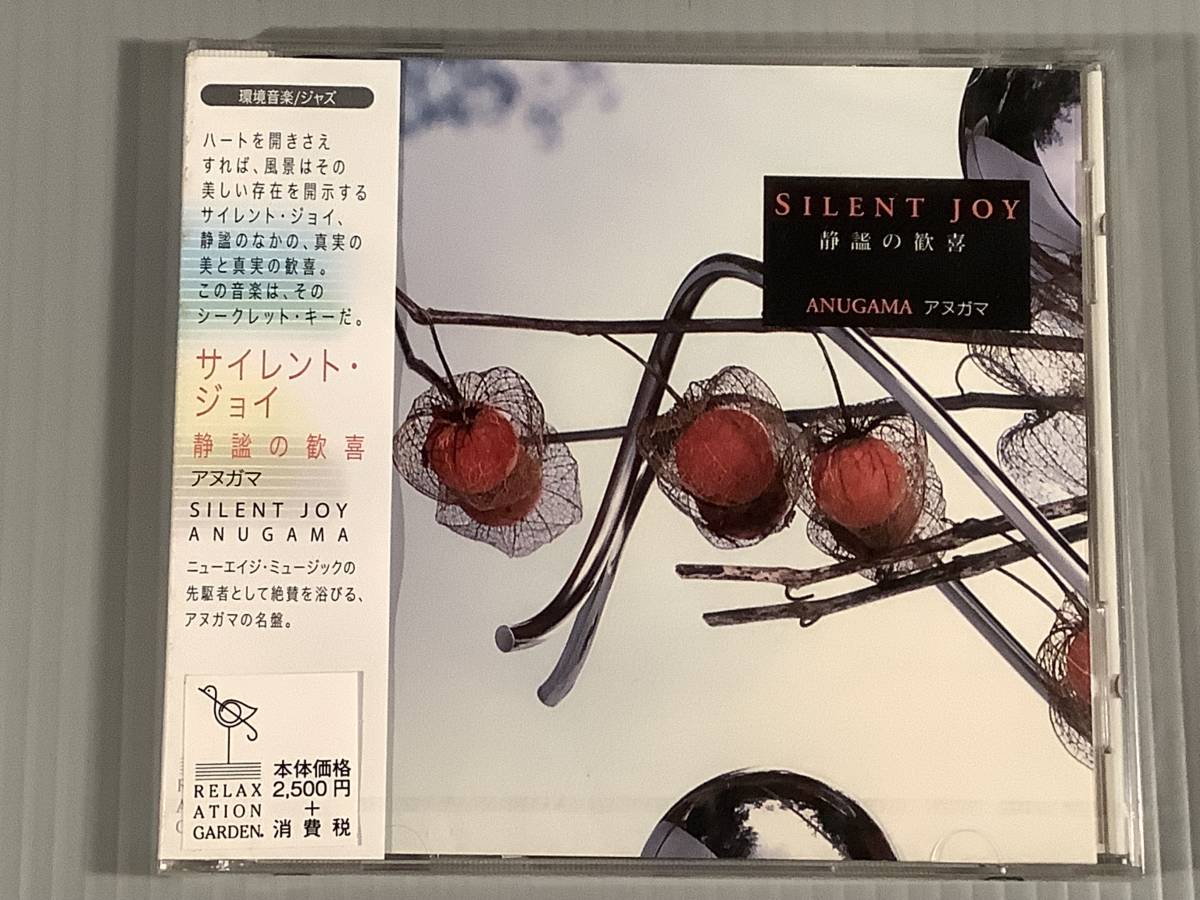 環境音楽/ジャズ
ハートを開きさえ
すれば、風景はその
美しい存在を開示する
サイレント・ジョイ、
静謐のなかの、真実の
美と真実の歓喜。
この音楽は、その
シークレット・キーだ。
サイレント・
ジョイ
静謐の歓喜
アヌガマ
SILENT JOY
ANUGAMA
ニューエイジ・ミュージックの
先駆者として絶賛を浴びる、
アヌガマの名盤。
RELAX
ATION
GARDEN.
本体価格
2,500円
+
消費税
SILENT JOY
静謐の歓喜
ANUGAMA アヌガマ